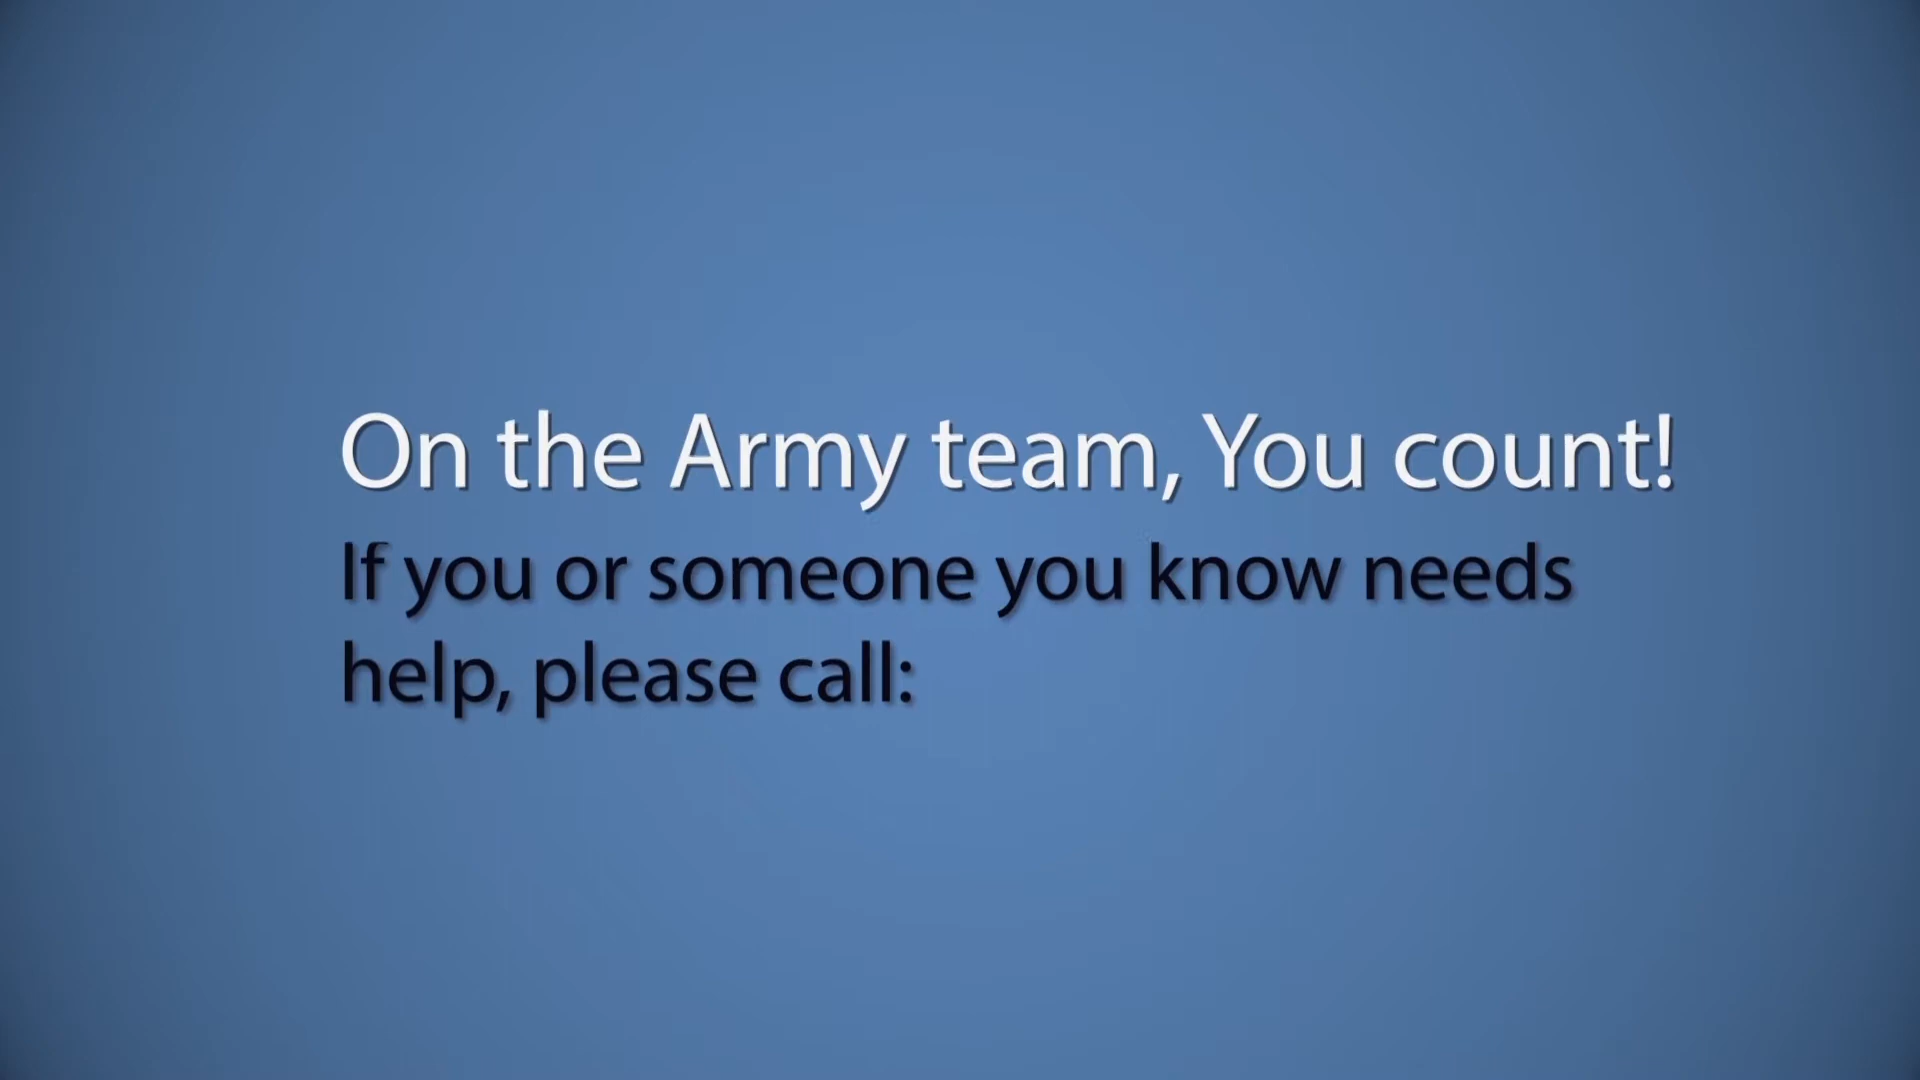 On the Army team, You count!
If you or someone you know needs
help, please call: